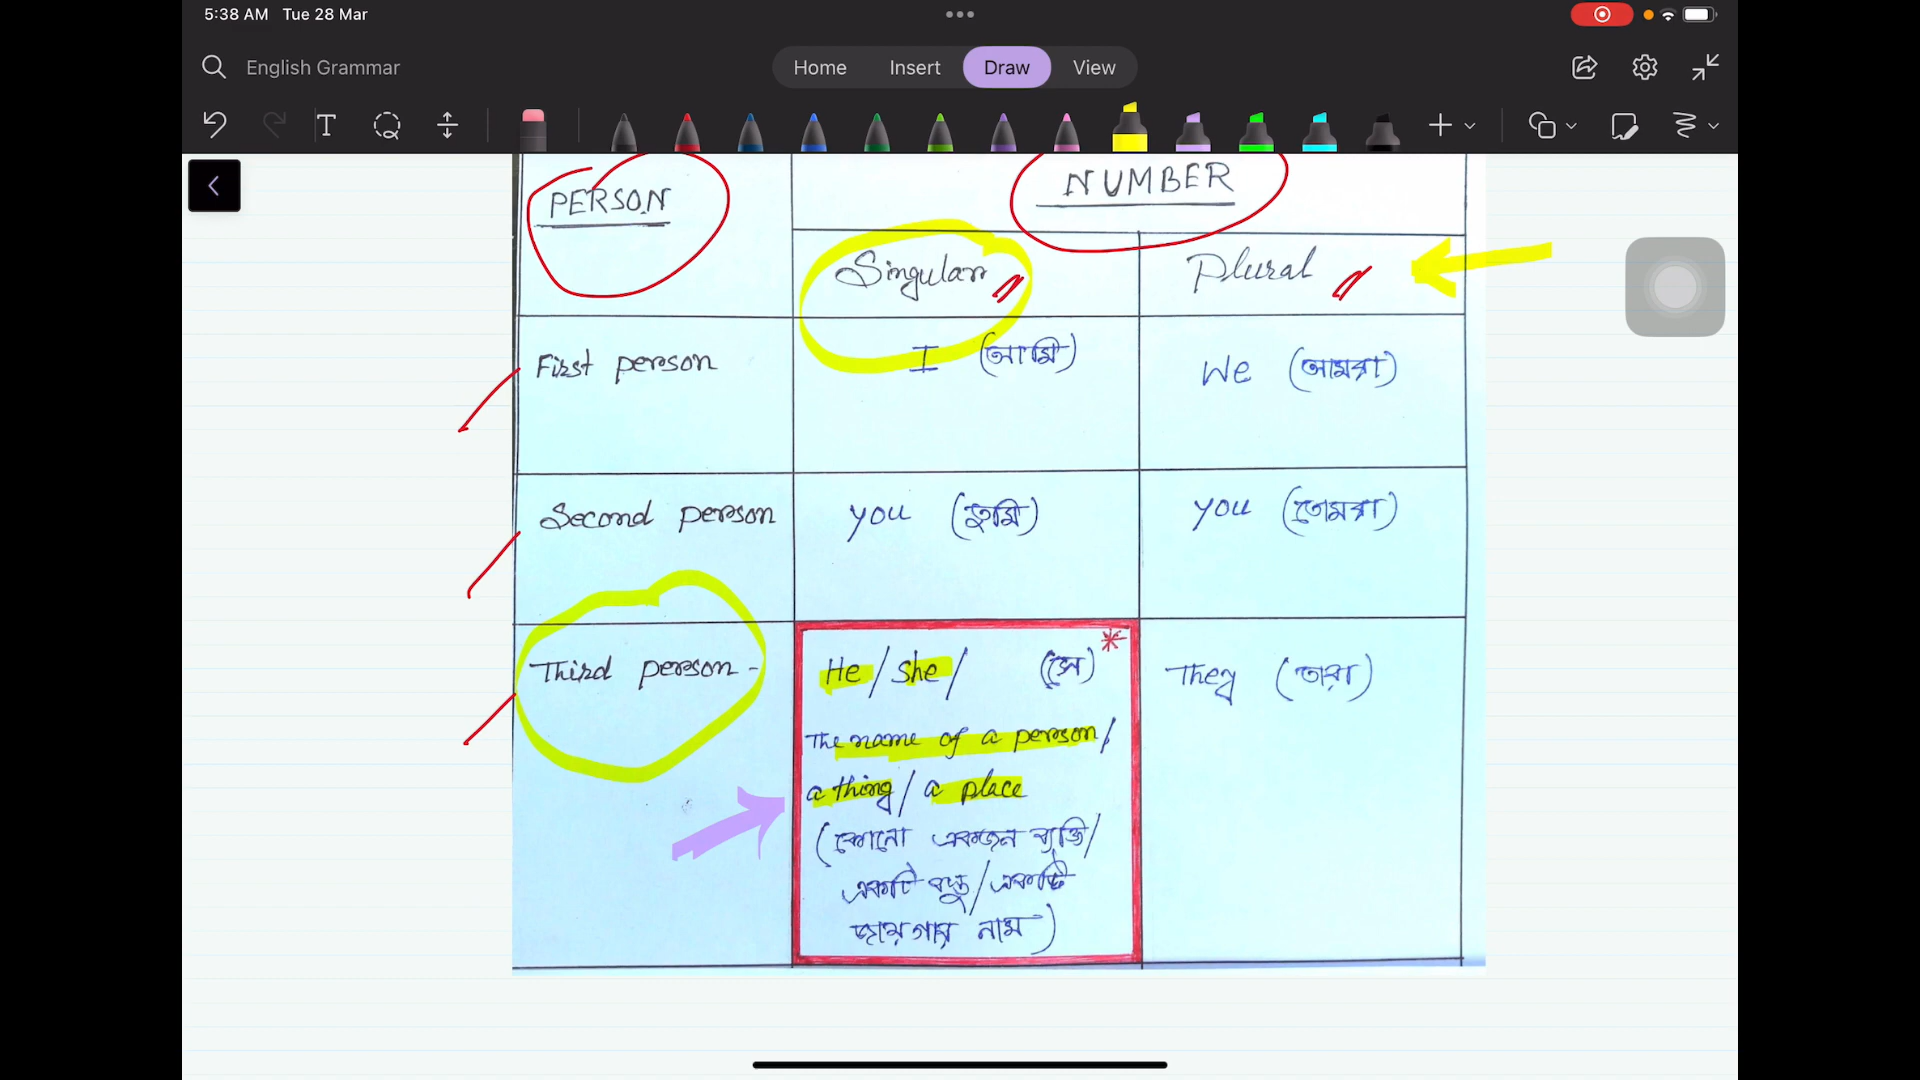 5:38 AM Tue 28 Mar
English Grammar
Home Insert Draw View
PERSON
NUMBER
Singular
Plural
First person
I (আমি)
We (আমরা)
Second person
you (তুমি)
you (তোমরা)
Third person -
He / She / (সে) *
They (তারা)
The name of a person /
a thing / a place
(কোনো একজন ব্যক্তি /
একটি বস্তু / একটি
জায়গার নাম)